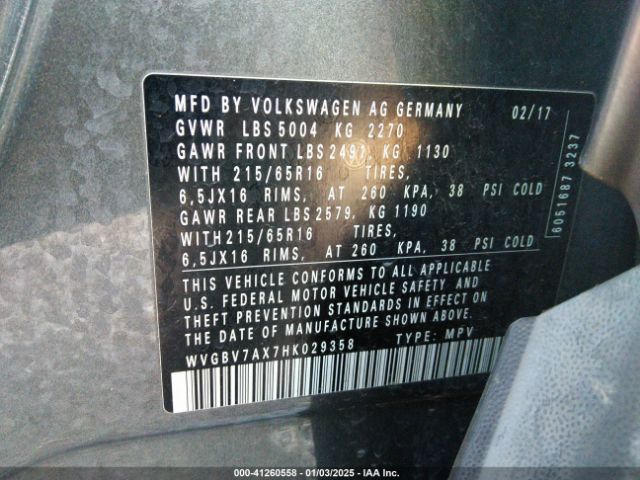 MFD BY VOLKSWAGEN AG GERMANY 02/17
GVWR LBS 5004 KG 2270
GAWR FRONT LBS 2491, KG 1130
WITH 215/65R16 TIRES,
6,5JX16 RIMS, AT 260 KPA, 38 PSI COLD
GAWR REAR LBS 2579, KG 1190
WITH 215/65R16 TIRES,
6,5JX16 RIMS, AT 260 KPA, 38 PSI COLD
THIS VEHICLE CONFORMS TO ALL APPLICABLE
U.S. FEDERAL MOTOR VEHICLE SAFETY AND
THEFT PREVENTION STANDARDS IN EFFECT ON
THE DATE OF MANUFACTURE SHOWN ABOVE.
WVGBV7AX7HK029358 TYPE: MPV
6051687 3237
000-41260558 - 01/03/2025 - IAA Inc.